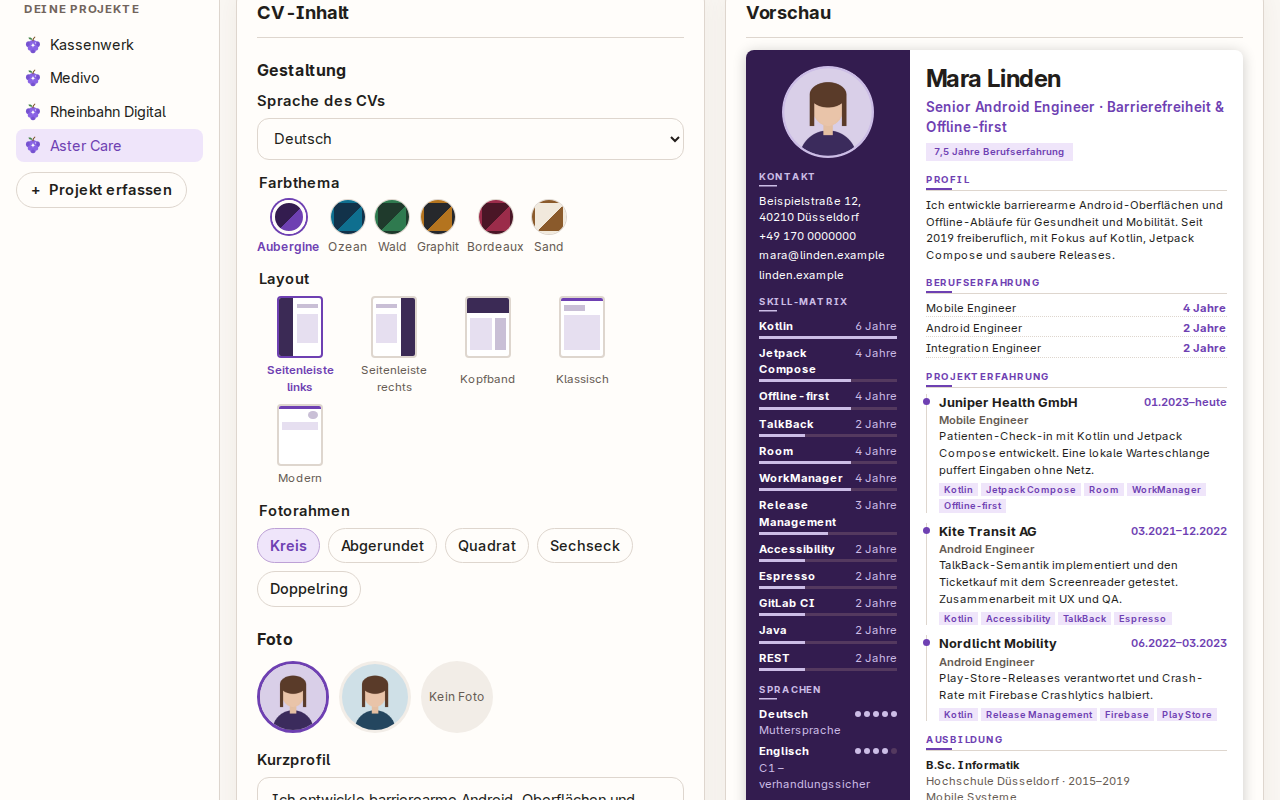 DEINE PROJEKTE
Kassenwerk
Medivo
Rheinbahn Digital
Aster Care
+ Projekt erfassen
CV-Inhalt
Gestaltung
Sprache des CVs
Deutsch
Farbthema
Aubergine Ozean Wald Graphit Bordeaux Sand
Layout
Seitenleiste links
Seitenleiste rechts
Kopfband
Klassisch
Modern
Fotorahmen
Kreis Abgerundet Quadrat Sechseck
Doppelring
Foto
Kein Foto
Kurzprofil
Ich entwickle barrierearme Android-Oberflächen und
Vorschau
KONTAKT
Beispielstraße 12,
40210 Düsseldorf
+49 170 0000000
mara@linden.example
linden.example
SKILL-MATRIX
Kotlin 6 Jahre
Jetpack Compose 4 Jahre
Offline-first 4 Jahre
TalkBack 2 Jahre
Room 4 Jahre
WorkManager 4 Jahre
Release Management 3 Jahre
Accessibility 2 Jahre
Espresso 2 Jahre
GitLab CI 2 Jahre
Java 2 Jahre
REST 2 Jahre
SPRACHEN
Deutsch
Muttersprache
Englisch
C1 –
verhandlungssicher
Mara Linden
Senior Android Engineer · Barrierefreiheit &
Offline-first
7,5 Jahre Berufserfahrung
PROFIL
Ich entwickle barrierearme Android-Oberflächen und
Offline-Abläufe für Gesundheit und Mobilität. Seit
2019 freiberuflich, mit Fokus auf Kotlin, Jetpack
Compose und saubere Releases.
BERUFSERFAHRUNG
Mobile Engineer 4 Jahre
Android Engineer 2 Jahre
Integration Engineer 2 Jahre
PROJEKTERFAHRUNG
Juniper Health GmbH 01.2023–heute
Mobile Engineer
Patienten-Check-in mit Kotlin und Jetpack
Compose entwickelt. Eine lokale Warteschlange
puffert Eingaben ohne Netz.
Kotlin Jetpack Compose Room WorkManager
Offline-first
Kite Transit AG 03.2021–12.2022
Android Engineer
TalkBack-Semantik implementiert und den
Ticketkauf mit dem Screenreader getestet.
Zusammenarbeit mit UX und QA.
Kotlin Accessibility TalkBack Espresso
Nordlicht Mobility 06.2022–03.2023
Android Engineer
Play-Store-Releases verantwortet und Crash-
Rate mit Firebase Crashlytics halbiert.
Kotlin Release Management Firebase Play Store
AUSBILDUNG
B.Sc. Informatik
Hochschule Düsseldorf · 2015–2019
Mobile Systeme